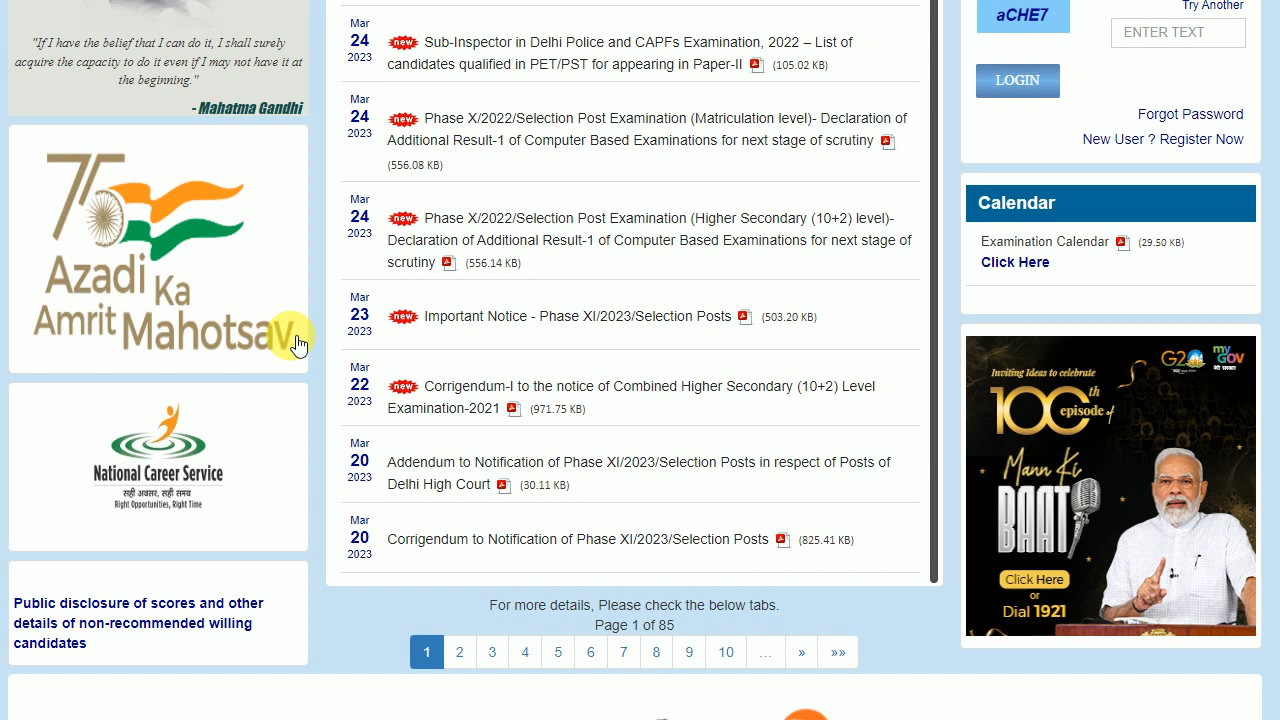 "If I have the belief that I can do it, I shall surely
acquire the capacity to do it even if I may not have it at
the beginning."
- Mahatma Gandhi
75
Azadi
Ka
Amrit Mahotsav
National Career Service
सही अवसर, सही समय
Right Opportunities, Right Time
Public disclosure of scores and other
details of non-recommended willing
candidates
Mar
24
2023
new Sub-Inspector in Delhi Police and CAPFs Examination, 2022 – List of
candidates qualified in PET/PST for appearing in Paper-II (105.02 KB)
Mar
24
2023
new Phase X/2022/Selection Post Examination (Matriculation level)- Declaration of
Additional Result-1 of Computer Based Examinations for next stage of scrutiny
(556.08 KB)
Mar
24
2023
new Phase X/2022/Selection Post Examination (Higher Secondary (10+2) level)-
Declaration of Additional Result-1 of Computer Based Examinations for next stage of
scrutiny (556.14 KB)
Mar
23
2023
new Important Notice - Phase XI/2023/Selection Posts (503.20 KB)
Mar
22
2023
new Corrigendum-I to the notice of Combined Higher Secondary (10+2) Level
Examination-2021 (971.75 KB)
Mar
20
2023
Addendum to Notification of Phase XI/2023/Selection Posts in respect of Posts of
Delhi High Court (30.11 KB)
Mar
20
2023
Corrigendum to Notification of Phase XI/2023/Selection Posts (825.41 KB)
For more details, Please check the below tabs.
Page 1 of 85
1 2 3 4 5 6 7 8 9 10 ... » »»
aCHE7
Try Another
ENTER TEXT
LOGIN
Forgot Password
New User ? Register Now
Calendar
Examination Calendar (29.50 KB)
Click Here
G20
my
GOV
मेरी सरकार
Inviting Ideas to celebrate
100th
episode of
Mann Ki
BAAT
Click Here
or
Dial 1921